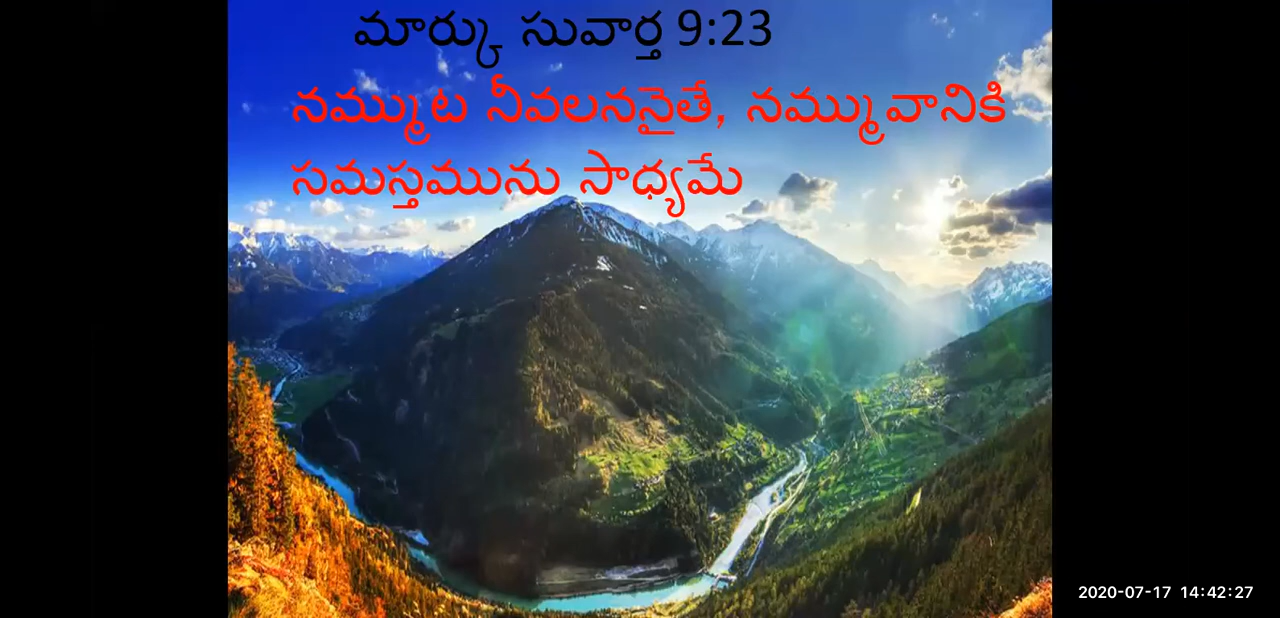 మార్కు సువార్త 9:23
నమ్ముట నీవలననైతే, నమ్మువానికి
సమస్తమును సాధ్యమే
2020-07-17 14:42:27